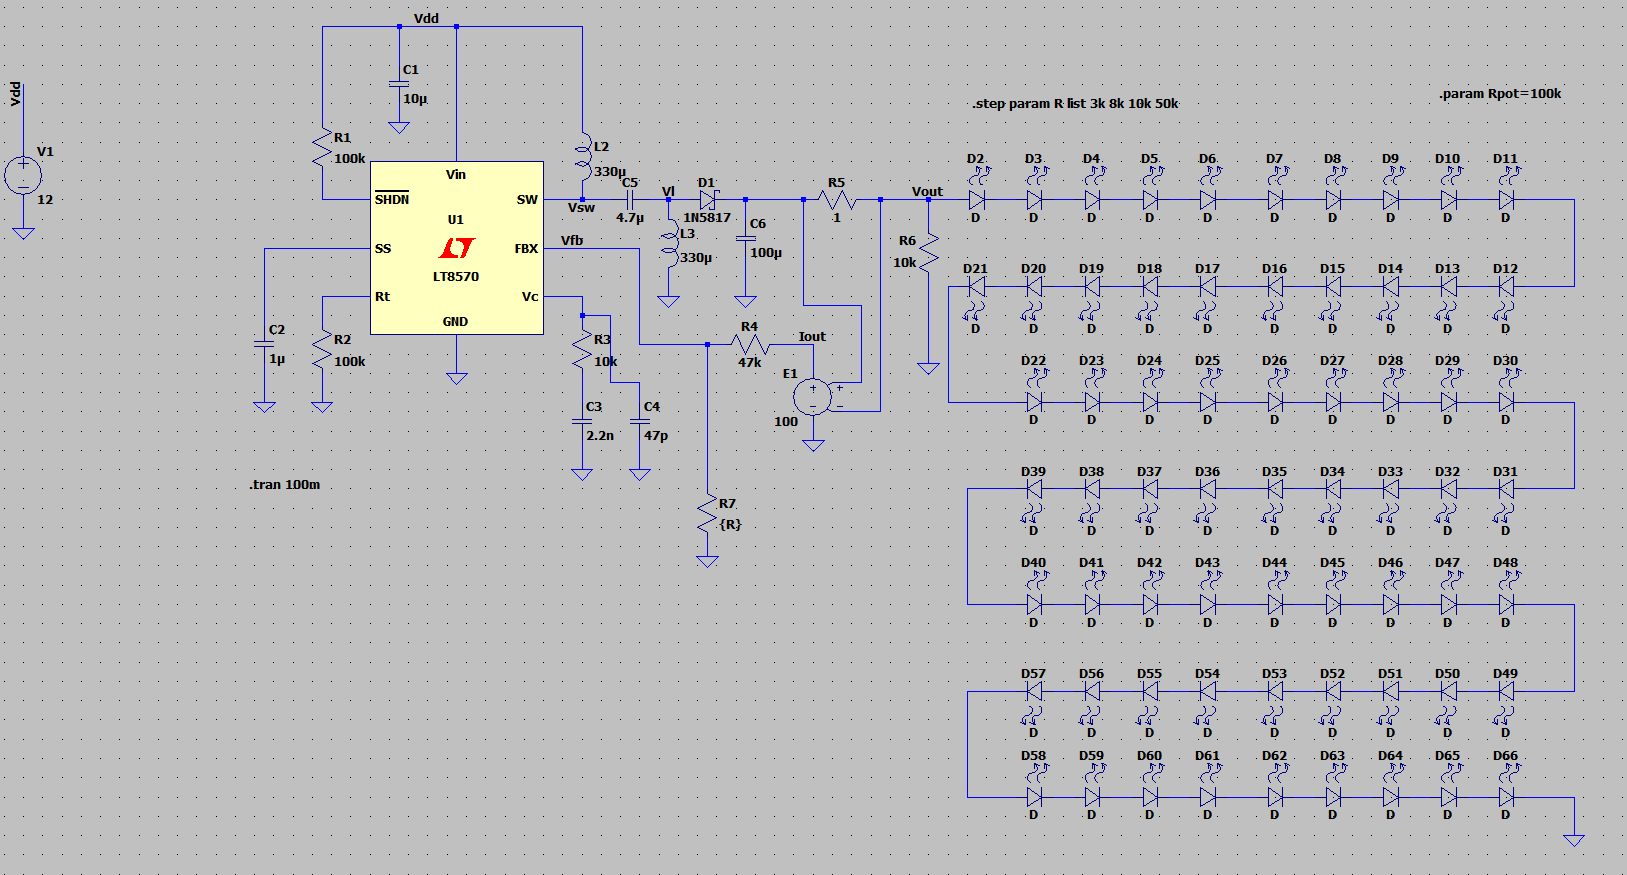 Vdd
Vdd
V1
12
C1
10µ
R1
100k
L2
330µ
Vin
SHDN
SW
U1
SS
FBX
LT8570
Rt
Vc
GND
Vsw
C5
4.7µ
Vl
D1
1N5817
L3
330µ
C6
100µ
R5
1
Vout
R6
10k
Vfb
C2
1µ
R2
100k
R3
10k
C3
2.2n
C4
47p
R4
47k
Iout
E1
100
R7
{R}
.tran 100m
.step param R list 3k 8k 10k 50k
.param Rpot=100k
D2 D3 D4 D5 D6 D7 D8 D9 D10 D11
D D D D D D D D D D
D21 D20 D19 D18 D17 D16 D15 D14 D13 D12
D D D D D D D D D D
D22 D23 D24 D25 D26 D27 D28 D29 D30
D D D D D D D D D
D39 D38 D37 D36 D35 D34 D33 D32 D31
D D D D D D D D D
D40 D41 D42 D43 D44 D45 D46 D47 D48
D D D D D D D D D
D57 D56 D55 D54 D53 D52 D51 D50 D49
D D D D D D D D D
D58 D59 D60 D61 D62 D63 D64 D65 D66
D D D D D D D D D